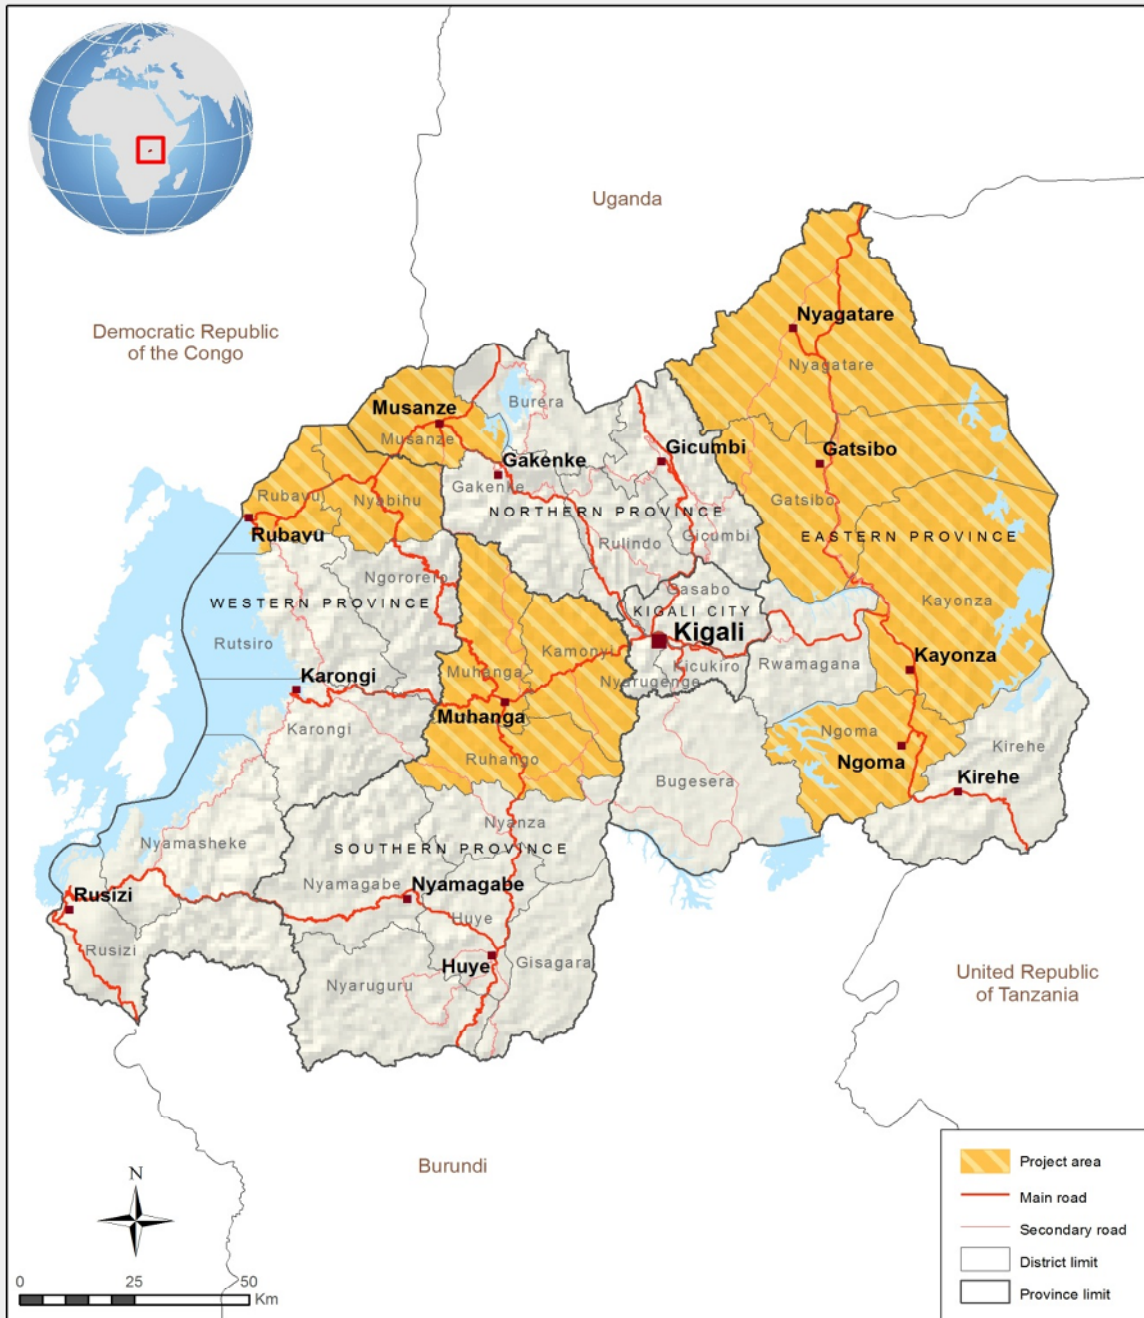 Uganda
Democratic Republic
of the Congo
Nyagatare
Nyagatare
Musanze
Musanze
Burera
Gicumbi
Gatsibo
Gakenke
Gakenke
Rubavu
Nyabihu
Gatsibo
NORTHERN PROVINCE
Rubavu
EASTERN PROVINCE
Rulindo
Gicumbi
Ngororero
Gasabo
WESTERN PROVINCE
KIGALI CITY
Kayonza
Kigali
Rutsiro
Kamonyi
Kayonza
Muhanga
Kicukiro
Rwamagana
Karongi
Nyarugenge
Muhanga
Karongi
Ngoma
Ruhango
Ngoma
Kirehe
Bugesera
Kirehe
Nyanza
Nyamasheke
SOUTHERN PROVINCE
Nyamagabe
Nyamagabe
Rusizi
Huye
Rusizi
Huye
Gisagara
Nyaruguru
United Republic
of Tanzania
Burundi
N
0 25 50
Km
Project area
Main road
Secondary road
District limit
Province limit